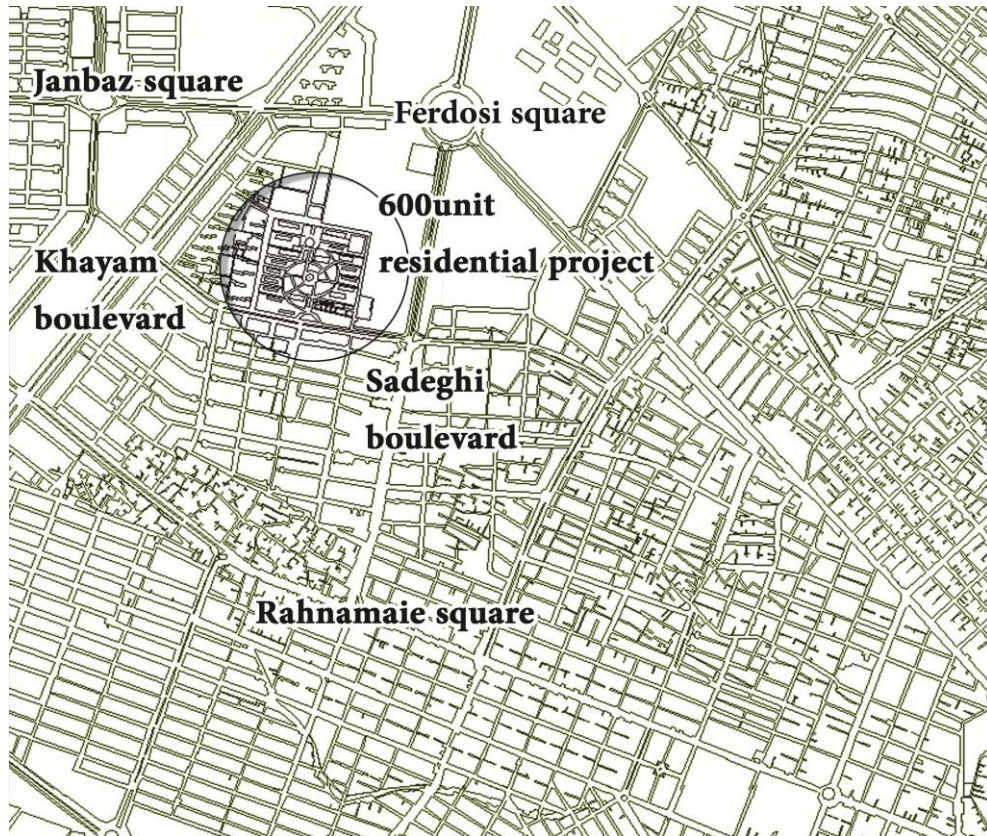 Janbaz square
Ferdosi square
600unit
residential project
Khayam
boulevard
Sadeghi
boulevard
Rahnamaie square